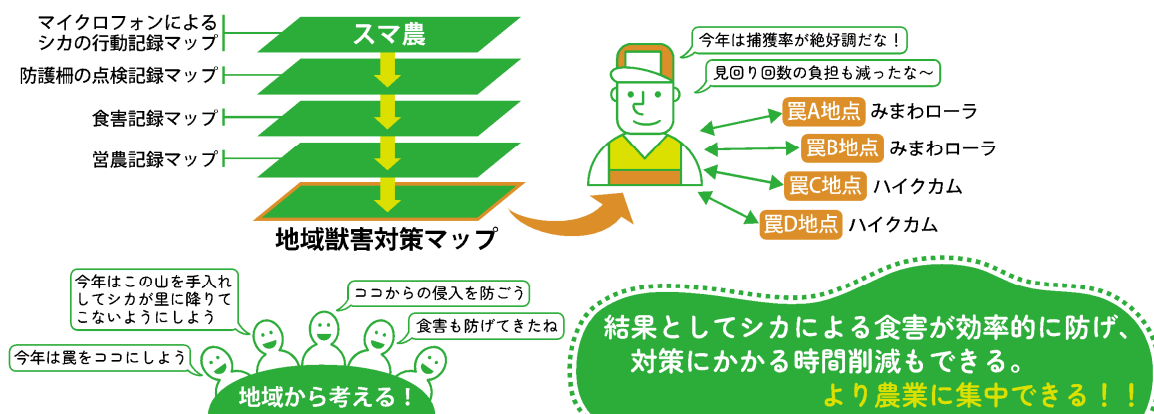 マイクロフォンによる
シカの行動記録マップ
スマ農
防護柵の点検記録マップ
食害記録マップ
営農記録マップ
地域獣害対策マップ
今年は捕獲率が絶好調だな！
見回り回数の負担も減ったな〜
罠A地点 みまわローラ
罠B地点 みまわローラ
罠C地点 ハイクカム
罠D地点 ハイクカム
今年はこの山を手入れ
してシカが里に降りて
こないようにしよう
ココからの侵入を防ごう
食害も防げてきたね
今年は罠をココにしよう
地域から考える！
結果としてシカによる食害が効率的に防げ、
対策にかかる時間削減もできる。
より農業に集中できる！！